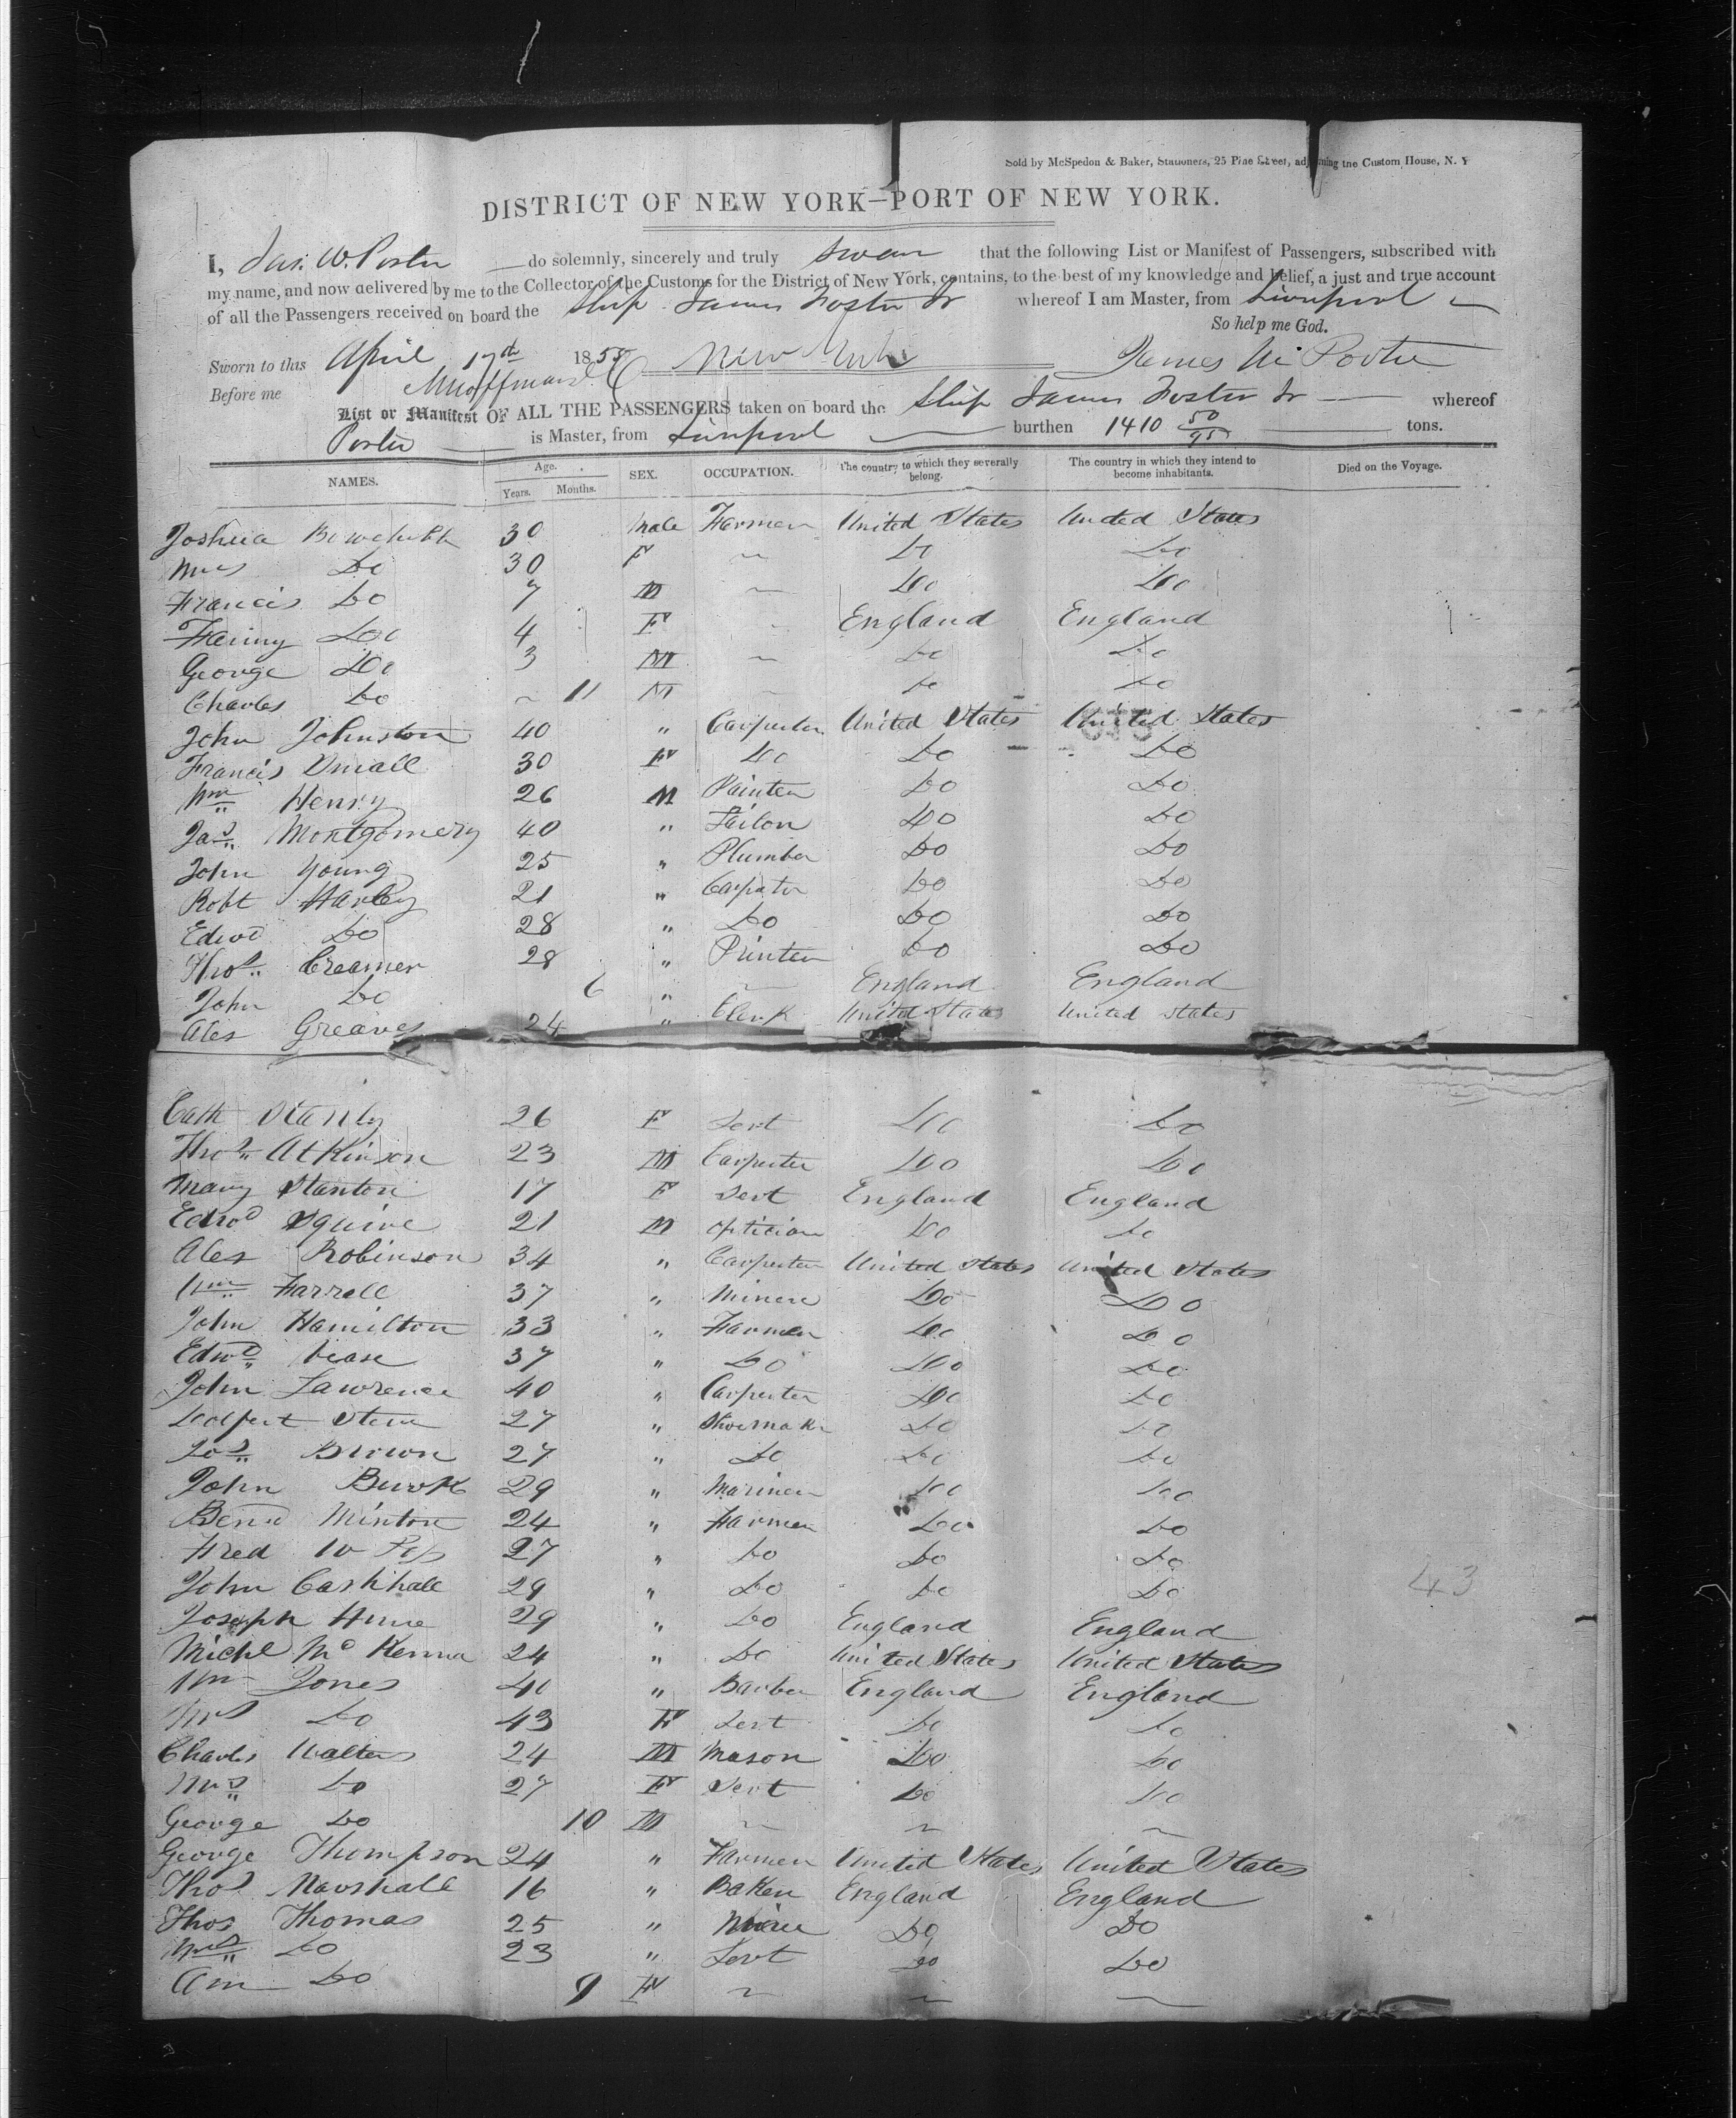 Sold by McSpedon & Baker, Stationers, 25 Pine Street, adjoining the Custom House, N. Y
DISTRICT OF NEW YORK—PORT OF NEW YORK.
I, Jas. W. Porter do solemnly, sincerely and truly swear that the following List or Manifest of Passengers, subscribed with
my name, and now delivered by me to the Collector of the Customs for the District of New York, contains, to the best of my knowledge and belief, a just and true account
of all the Passengers received on board the Ship James Foster Jr whereof I am Master, from Liverpool
So help me God.
Sworn to this April 17th 1855 New York James W Porter
Before me
List or Manifest OF ALL THE PASSENGERS taken on board the Ship James Foster Jr whereof
Porter is Master, from Liverpool burthen 1410 50/95 tons.
NAMES. Age. Years. Months. SEX. OCCUPATION. The country to which they severally belong. The country in which they intend to become inhabitants. Died on the Voyage.
Joshua 30 Male Farmer United States United States
Mrs Do 30 F Do Do
Francis Do 7 M Do Do
Fanny Do 4 F England England
George Do 3 M Do Do
Charles Do 11 M Do Do
John Johnston 40 " Carpenter United States United States
Francis Small 30 F Do Do Do
Wm Henry 26 M Painter Do Do
Jas Montgomery 40 " Tailor Do Do
John Young 25 " Plumber Do Do
Robt Harley 21 " Carpenter Do Do
Edwd Do 28 " Do Do Do
Thos Creamer 28 " Printer Do Do
John Do 6 " England England
Alex Greaves 24 " Clerk United States United States
Cath Stanly 26 F Sert Do Do
Thos Atkinson 23 M Carpenter Do Do
Mary Stanton 17 F Sert England England
Edwd Squire 21 M Optician Do Do
Alex Robinson 34 " Carpenter United States United States
Wm Farrell 37 " Miner Do Do
John Hamilton 33 " Farmer Do Do
Edwd 37 " Do Do Do
John Lawrence 40 " Carpenter Do Do
Stern 27 " Shoemakr Do Do
Jas Brown 27 " Do Do Do
John Burk 29 " Mariner Do Do
Bernd Minton 24 " Farmer Do Do
Fred 27 " Do Do Do
John 29 " Do Do Do
Joseph Hume 29 " Do England England
Michl McKenna 24 " Do United States United States
Wm Jones 40 " Barber England England
Mrs Do 43 F Sert Do Do
Charls Walters 24 M Mason Do Do
Mrs Do 27 F Sert Do Do
George Do 10 M
George Thompson 24 " Farmer United States United States
Thos Marshall 16 " Baker England England
Thos Thomas 25 " Miner Do Do
Mrs Do 23 " Sert Do Do
Ann Do 9 F
43